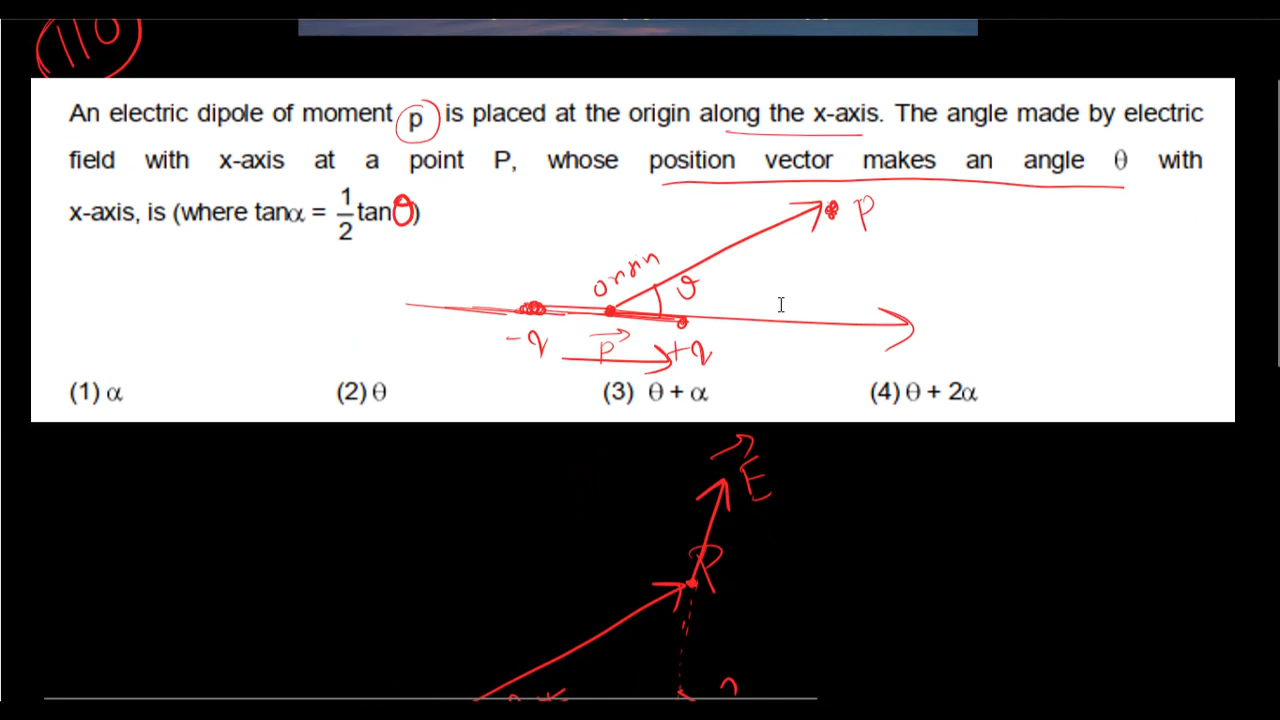 110
An electric dipole of moment p is placed at the origin along the x-axis. The angle made by electric
field with x-axis at a point P, whose position vector makes an angle θ with
x-axis, is (where tanα = 1/2 tanθ)
P
origin
θ
-q p⃗ +q
(1) α (2) θ (3) θ + α (4) θ + 2α
E⃗
P